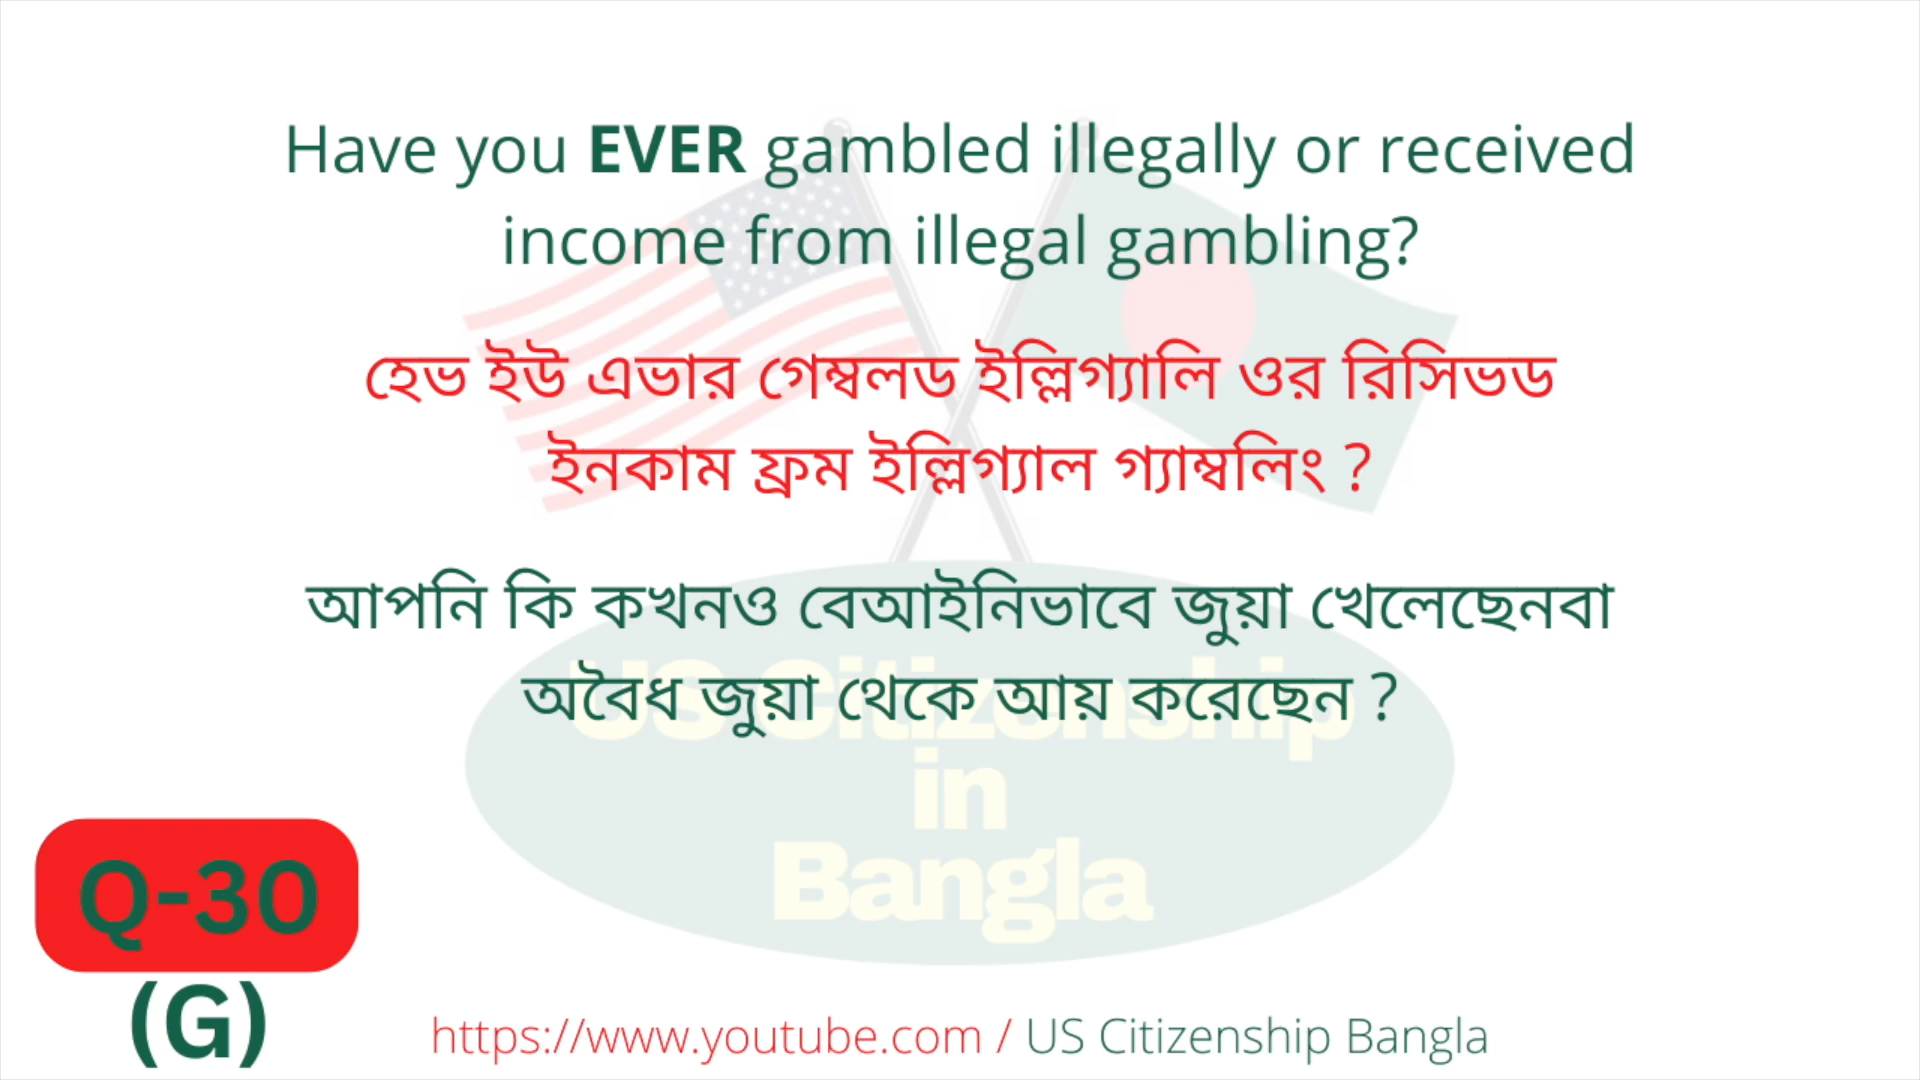 Have you EVER gambled illegally or received
income from illegal gambling?
হেভ ইউ এভার গেম্বলড ইল্লিগ্যালি ওর রিসিভড
ইনকাম ফ্রম ইল্লিগ্যাল গ্যাম্বলিং ?
আপনি কি কখনও বেআইনিভাবে জুয়া খেলেছেনবা
অবৈধ জুয়া থেকে আয় করেছেন ?
US Citizenship
in
Bangla
Q-30
(G)
https://www.youtube.com / US Citizenship Bangla